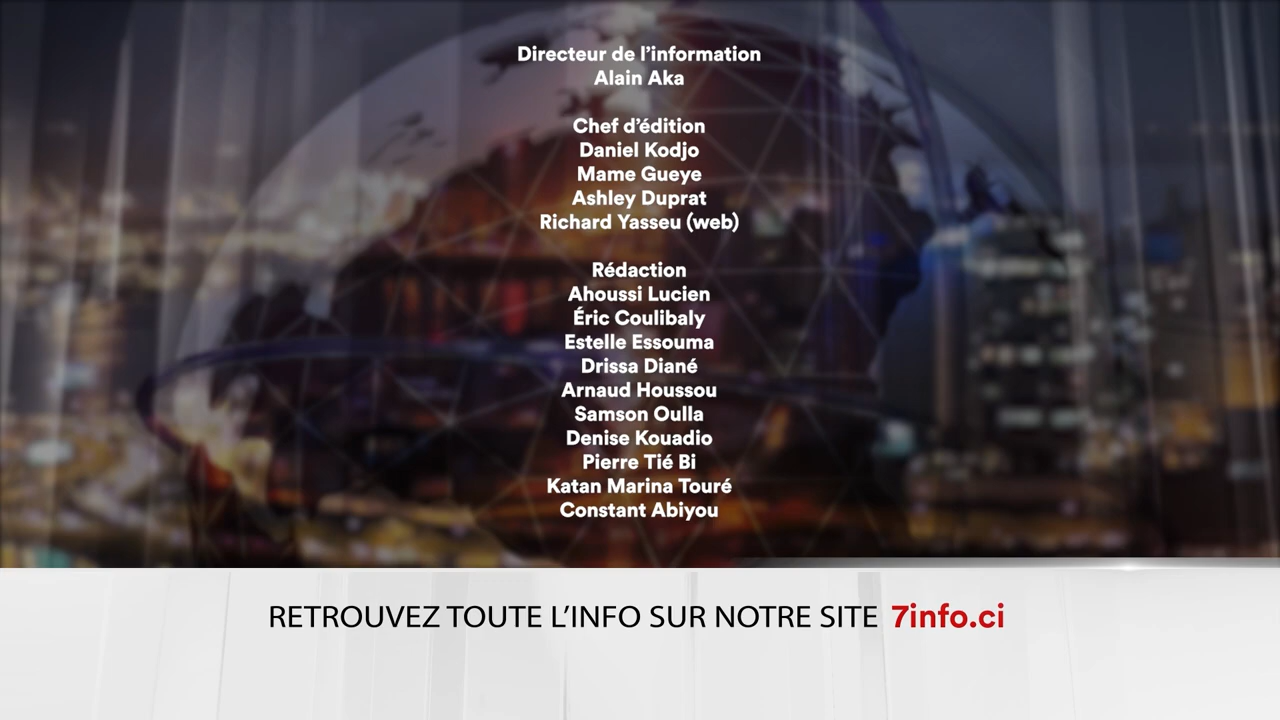 Directeur de l’information
Alain Aka
Chef d’édition
Daniel Kodjo
Mame Gueye
Ashley Duprat
Richard Yasseu (web)
Rédaction
Ahoussi Lucien
Éric Coulibaly
Estelle Essouma
Drissa Diané
Arnaud Houssou
Samson Oulla
Denise Kouadio
Pierre Tié Bi
Katan Marina Touré
Constant Abiyou
RETROUVEZ TOUTE L’INFO SUR NOTRE SITE 7info.ci